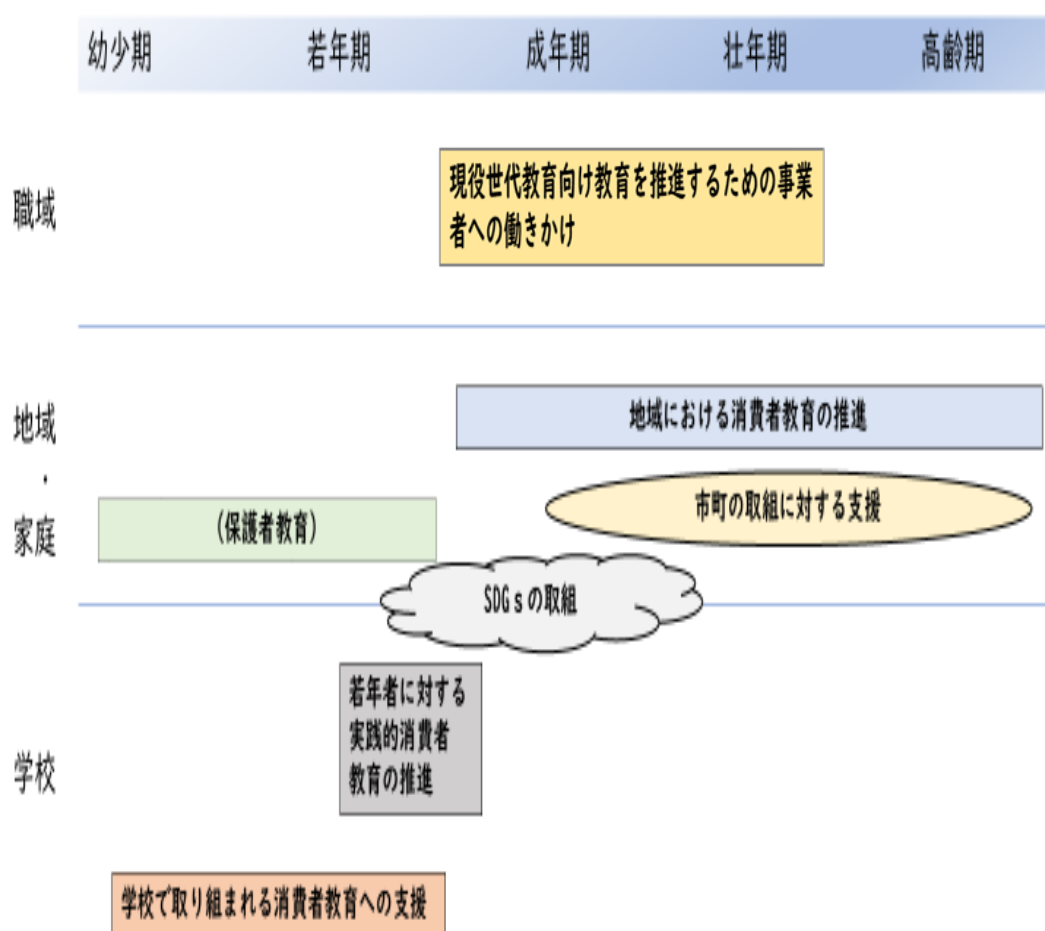 幼少期 若年期 成年期 壮年期 高齢期
職域
現役世代教育向け教育を推進するための事業
者への働きかけ
地域
・
家庭
地域における消費者教育の推進
市町の取組に対する支援
(保護者教育)
SDGsの取組
学校
若年者に対する
実践的消費者
教育の推進
学校で取り組まれる消費者教育への支援